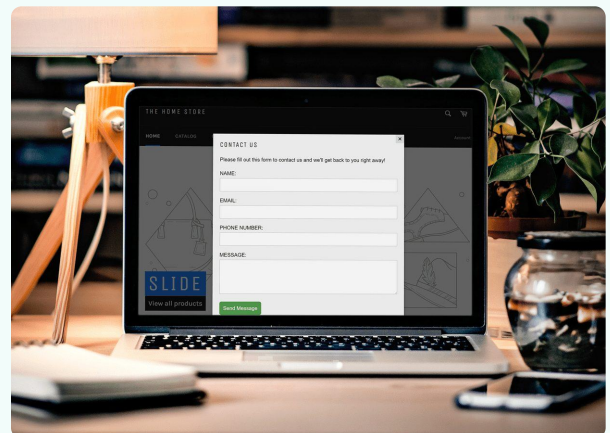 THE HOME STORE
HOME CATALOG
Account
CONTACT US
Please fill out this form to contact us and we'll get back to you right away!
NAME:
EMAIL:
PHONE NUMBER:
MESSAGE:
Send Message
SLIDE
View all products